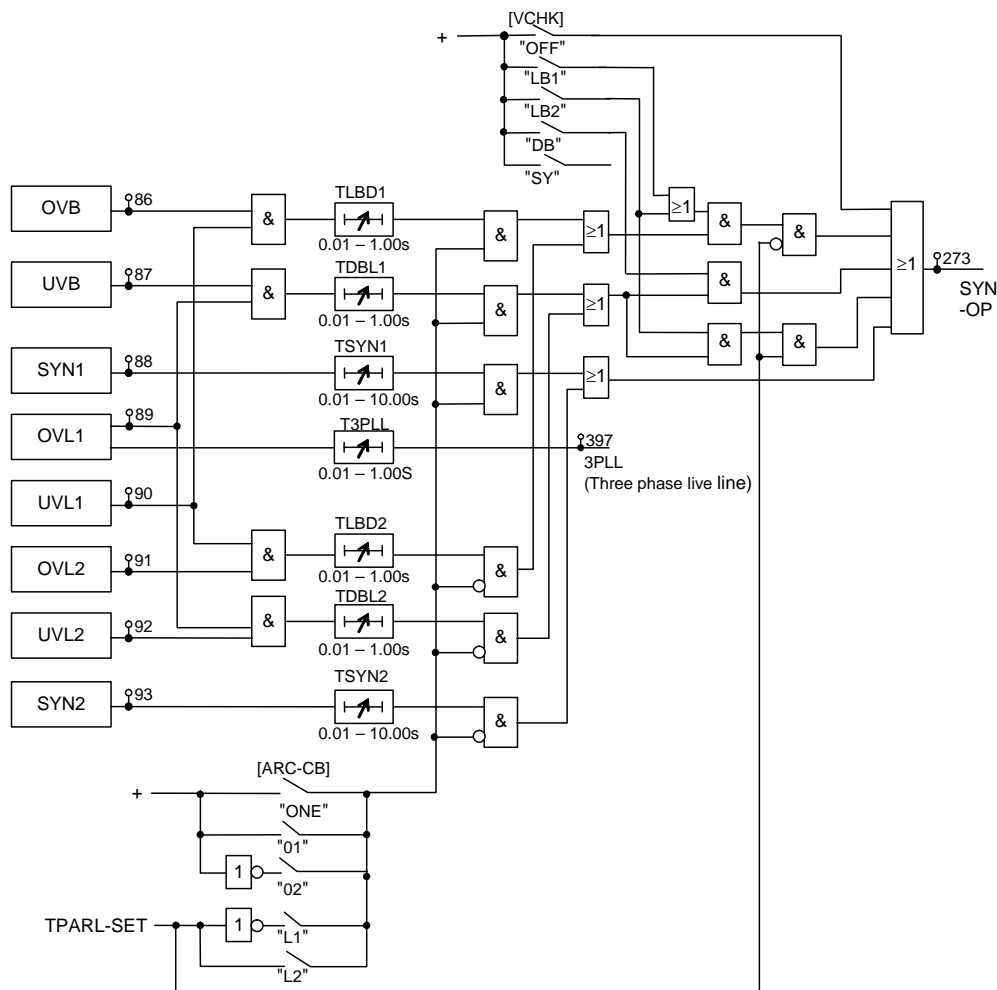 [VCHK]
+
"OFF"
"LB1"
"LB2"
"DB"
"SY"
OVB
86
&
TLBD1
0.01 – 1.00s
&
≥1
≥1
&
&
≥1
273
SYN
-OP
UVB
87
&
TDBL1
0.01 – 1.00s
&
≥1
&
SYN1
88
TSYN1
0.01 – 10.00s
&
≥1
&
&
OVL1
89
T3PLL
0.01 – 1.00S
397
3PLL
(Three phase live line)
UVL1
90
OVL2
91
&
TLBD2
0.01 – 1.00s
&
UVL2
92
&
TDBL2
0.01 – 1.00s
&
SYN2
93
TSYN2
0.01 – 10.00s
&
[ARC-CB]
+
"ONE"
"01"
1
"02"
TPARL-SET
1
"L1"
"L2"